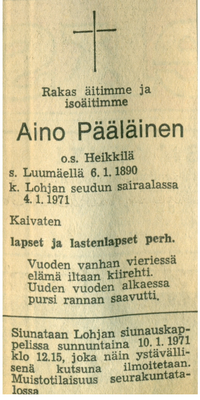 Rakas äitimme ja
isoäitimme
Aino Pääläinen
o.s. Heikkilä
s. Luumäellä 6. 1. 1890
k. Lohjan seudun sairaalassa
4. 1. 1971
Kaivaten
lapset ja lastenlapset perh.
Vuoden vanhan vieriessä
elämä iltaan kiirehti.
Uuden vuoden alkaessa
pursi rannan saavutti.
Siunataan Lohjan siunauskap-
pelissa sunnuntaina 10. 1. 1971
klo 12.15, joka näin ystävälli-
senä kutsuna ilmoitetaan.
Muistotilaisuus seurakuntata-
lossa